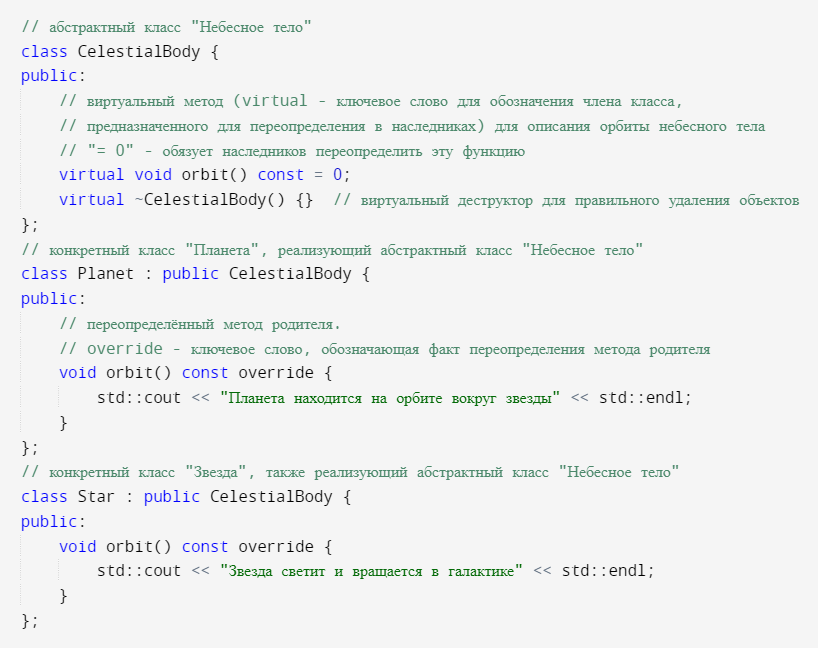 // абстрактный класс "Небесное тело"
class CelestialBody {
public:
    // виртуальный метод (virtual - ключевое слово для обозначения члена класса,
    // предназначенного для переопределения в наследниках) для описания орбиты небесного тела
    // "= 0" - обязует наследников переопределить эту функцию
    virtual void orbit() const = 0;
    virtual ~CelestialBody() {}  // виртуальный деструктор для правильного удаления объектов
};
// конкретный класс "Планета", реализующий абстрактный класс "Небесное тело"
class Planet : public CelestialBody {
public:
    // переопределённый метод родителя.
    // override - ключевое слово, обозначающая факт переопределения метода родителя
    void orbit() const override {
        std::cout << "Планета находится на орбите вокруг звезды" << std::endl;
    }
};
// конкретный класс "Звезда", также реализующий абстрактный класс "Небесное тело"
class Star : public CelestialBody {
public:
    void orbit() const override {
        std::cout << "Звезда светит и вращается в галактике" << std::endl;
    }
};